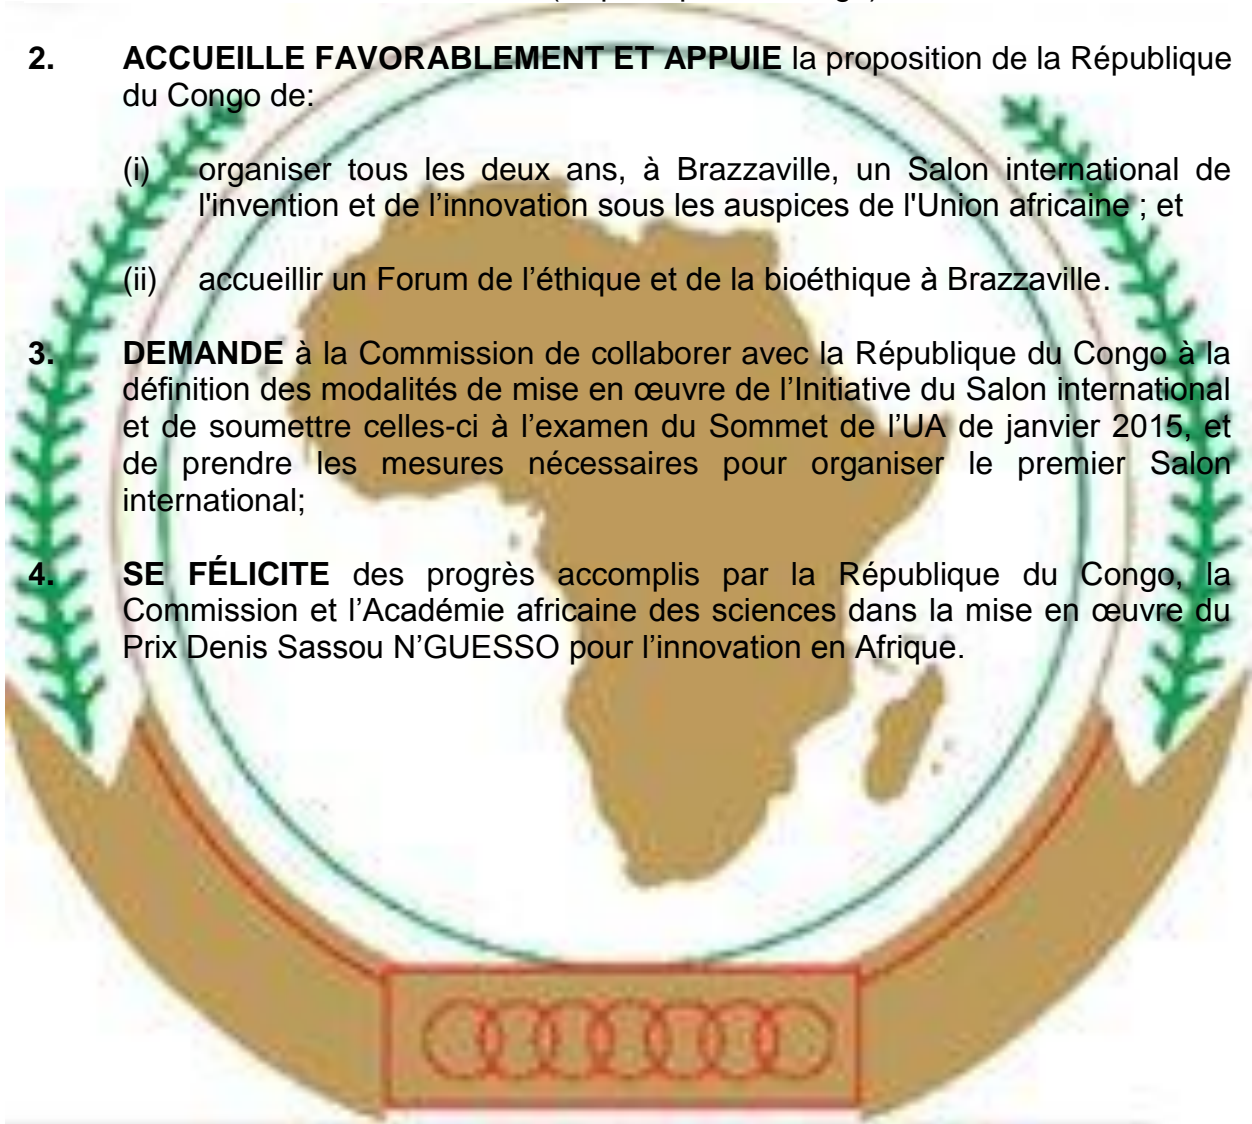 2. ACCUEILLE FAVORABLEMENT ET APPUIE la proposition de la République
du Congo de:
(i) organiser tous les deux ans, à Brazzaville, un Salon international de
l'invention et de l’innovation sous les auspices de l'Union africaine ; et
(ii) accueillir un Forum de l’éthique et de la bioéthique à Brazzaville.
3. DEMANDE à la Commission de collaborer avec la République du Congo à la
définition des modalités de mise en œuvre de l’Initiative du Salon international
et de soumettre celles-ci à l’examen du Sommet de l’UA de janvier 2015, et
de prendre les mesures nécessaires pour organiser le premier Salon
international;
4. SE FÉLICITE des progrès accomplis par la République du Congo, la
Commission et l’Académie africaine des sciences dans la mise en œuvre du
Prix Denis Sassou N’GUESSO pour l’innovation en Afrique.